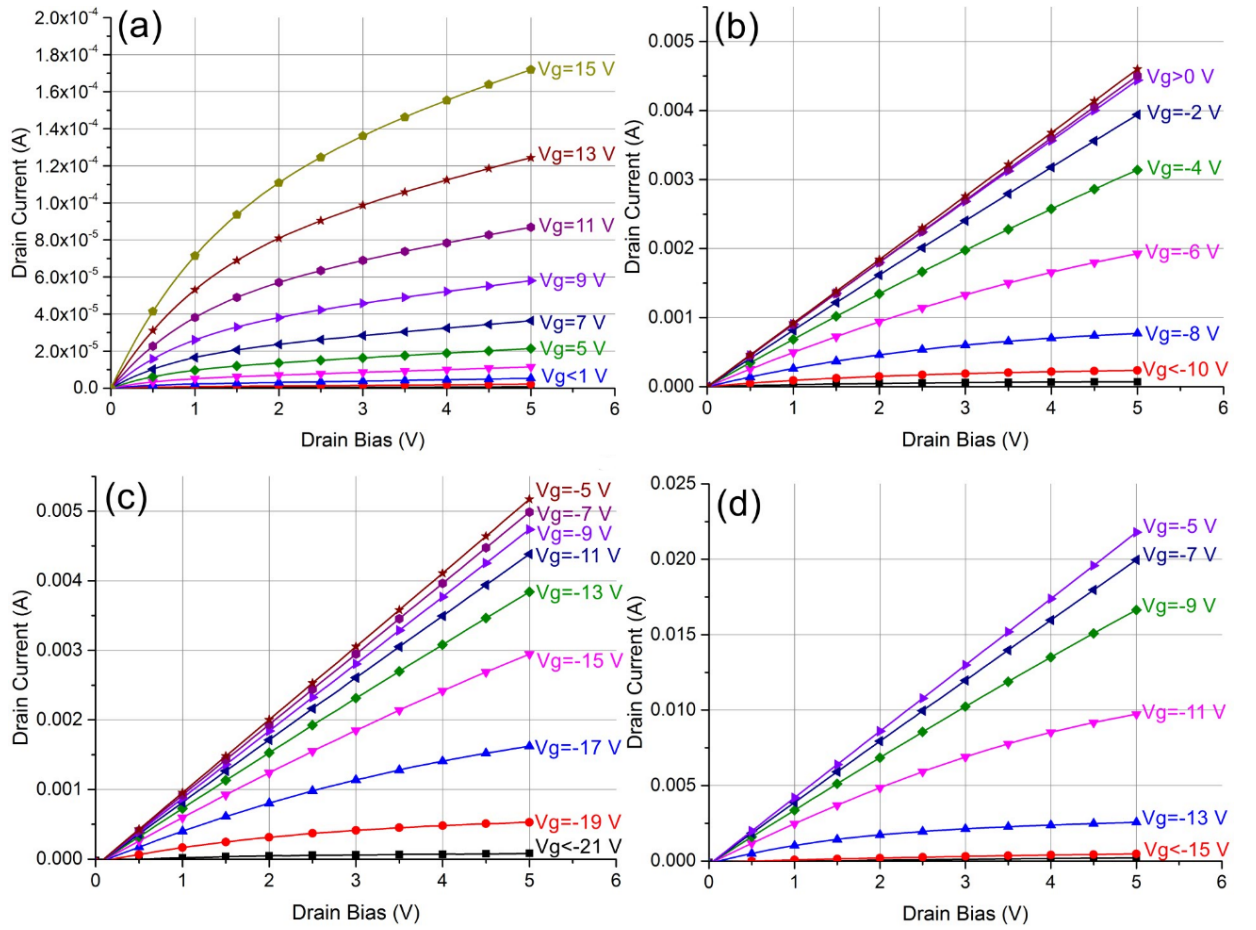 (a)
2.0x10⁻⁴
1.8x10⁻⁴
1.6x10⁻⁴
1.4x10⁻⁴
1.2x10⁻⁴
1.0x10⁻⁴
8.0x10⁻⁵
6.0x10⁻⁵
4.0x10⁻⁵
2.0x10⁻⁵
0.0
Drain Current (A)
Vg=15 V
Vg=13 V
Vg=11 V
Vg=9 V
Vg=7 V
Vg=5 V
Vg<1 V
0 1 2 3 4 5 6
Drain Bias (V)
(b)
0.005
0.004
0.003
0.002
0.001
0.000
Drain Current (A)
Vg>0 V
Vg=-2 V
Vg=-4 V
Vg=-6 V
Vg=-8 V
Vg<-10 V
0 1 2 3 4 5 6
Drain Bias (V)
(c)
0.005
0.004
0.003
0.002
0.001
0.000
Drain Current (A)
Vg=-5 V
Vg=-7 V
Vg=-9 V
Vg=-11 V
Vg=-13 V
Vg=-15 V
Vg=-17 V
Vg=-19 V
Vg<-21 V
0 1 2 3 4 5 6
Drain Bias (V)
(d)
0.025
0.020
0.015
0.010
0.005
0.000
Drain Current (A)
Vg=-5 V
Vg=-7 V
Vg=-9 V
Vg=-11 V
Vg=-13 V
Vg<-15 V
0 1 2 3 4 5 6
Drain Bias (V)